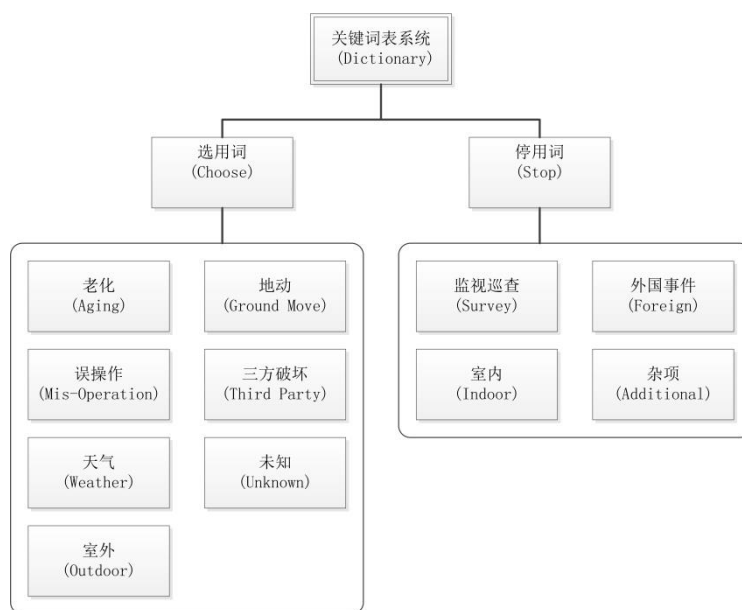 关键词表系统
(Dictionary)
选用词
(Choose)
停用词
(Stop)
老化
(Aging)
地动
(Ground Move)
误操作
(Mis-Operation)
三方破坏
(Third Party)
天气
(Weather)
未知
(Unknown)
室外
(Outdoor)
监视巡查
(Survey)
外国事件
(Foreign)
室内
(Indoor)
杂项
(Additional)